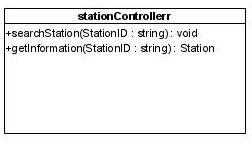 stationControllerr
+searchStation(StationID : string) : void
+getInformation(StationID : string) : Station